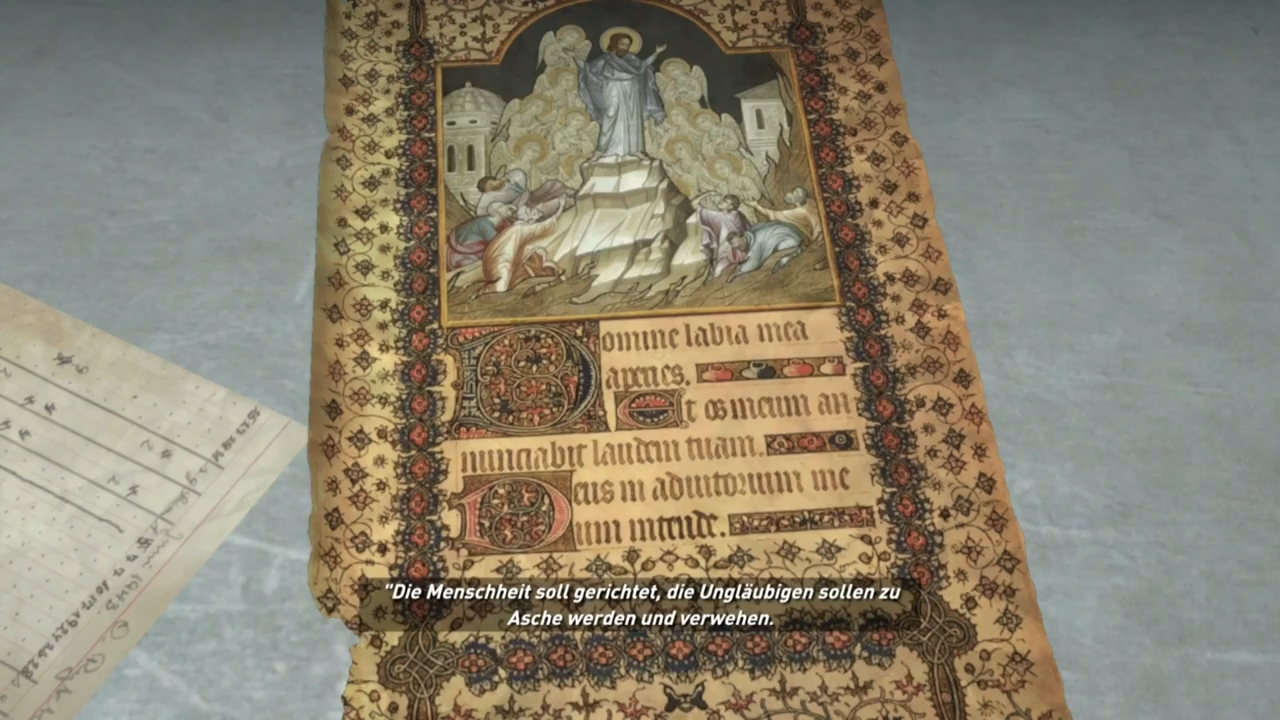 Domine labia mea
aperies.
Et os meum an
nunciabit laudem tuam.
Deus in adiutorium me
um intende.
"Die Menschheit soll gerichtet, die Ungläubigen sollen zu
Asche werden und verwehen.